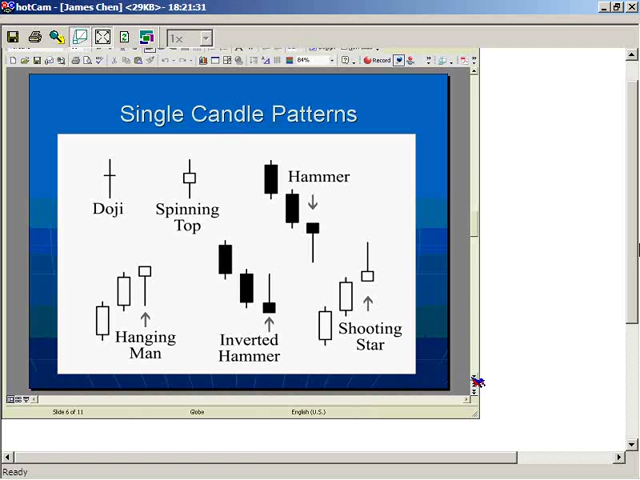 hotCam - [James Chen] <29KB> - 18:21:31
1x
84%
Record
Single Candle Patterns
Doji
Spinning
Top
Hammer
Hanging
Man
Inverted
Hammer
Shooting
Star
Slide 6 of 11
Globe
English (U.S.)
Ready